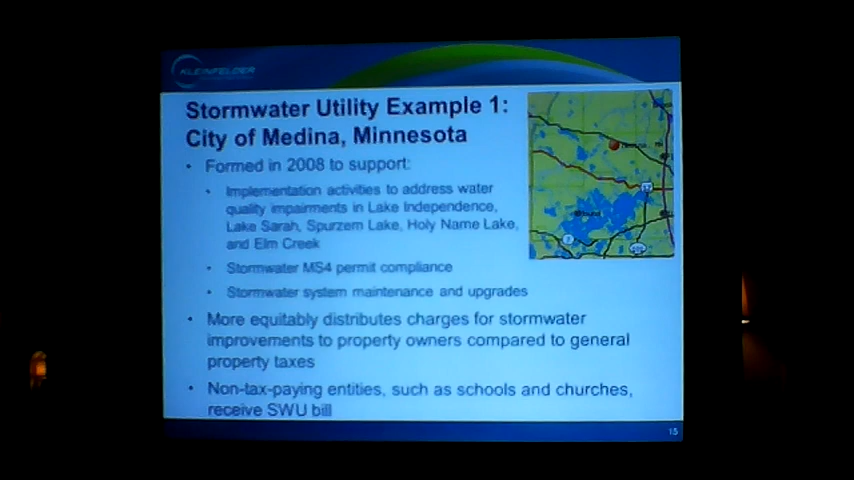 KLEINFELDER
Stormwater Utility Example 1:
City of Medina, Minnesota
• Formed in 2008 to support:
• Implementation activities to address water
quality impairments in Lake Independence,
Lake Sarah, Spurzem Lake, Holy Name Lake,
and Elm Creek
• Stormwater MS4 permit compliance
• Stormwater system maintenance and upgrades
• More equitably distributes charges for stormwater
improvements to property owners compared to general
property taxes
• Non-tax-paying entities, such as schools and churches,
receive SWU bill
15